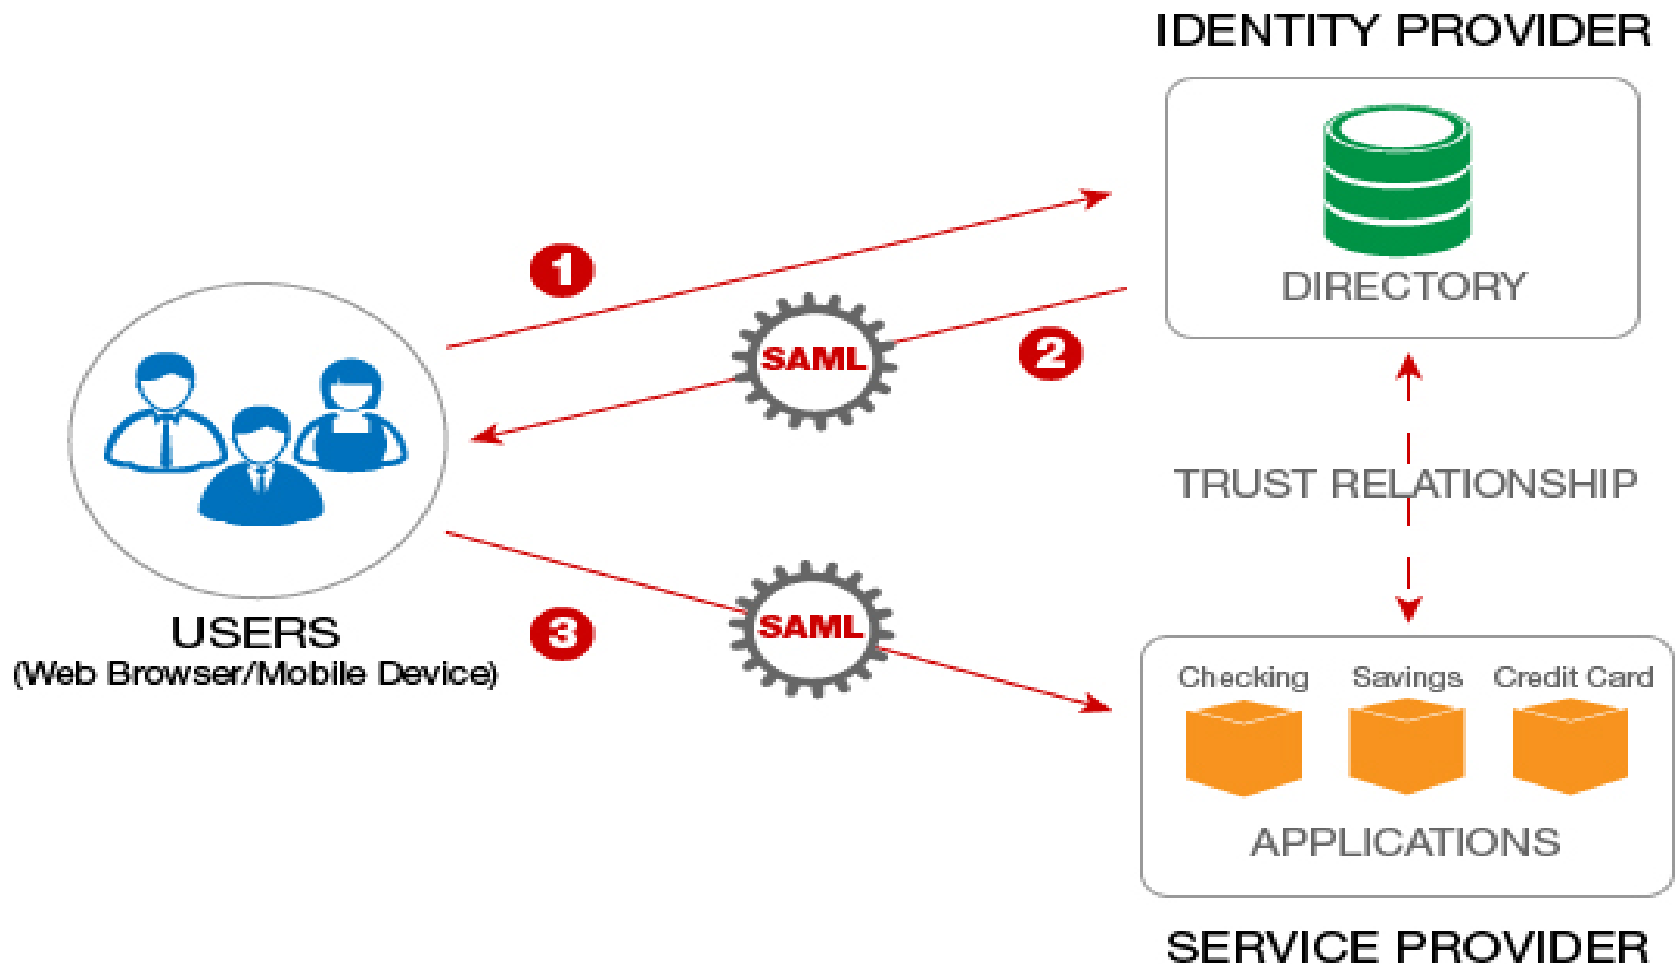 IDENTITY PROVIDER
DIRECTORY
1
SAML
2
TRUST RELATIONSHIP
USERS
(Web Browser/Mobile Device)
3
SAML
Checking Savings Credit Card
APPLICATIONS
SERVICE PROVIDER